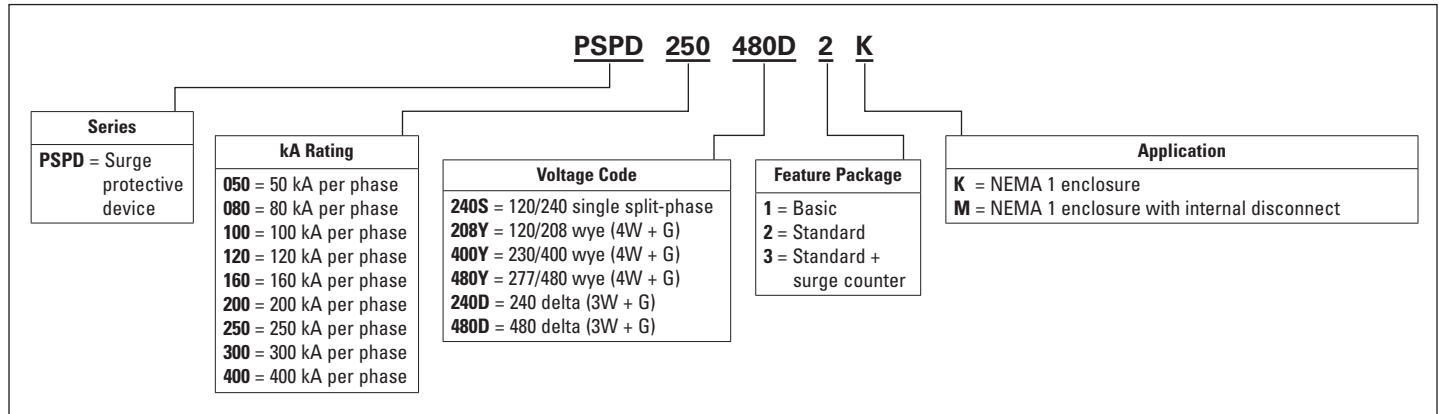 PSPD 250 480D 2 K
Series
PSPD = Surge
protective
device
kA Rating
050 = 50 kA per phase
080 = 80 kA per phase
100 = 100 kA per phase
120 = 120 kA per phase
160 = 160 kA per phase
200 = 200 kA per phase
250 = 250 kA per phase
300 = 300 kA per phase
400 = 400 kA per phase
Voltage Code
240S = 120/240 single split-phase
208Y = 120/208 wye (4W + G)
400Y = 230/400 wye (4W + G)
480Y = 277/480 wye (4W + G)
240D = 240 delta (3W + G)
480D = 480 delta (3W + G)
Feature Package
1 = Basic
2 = Standard
3 = Standard +
surge counter
Application
K = NEMA 1 enclosure
M = NEMA 1 enclosure with internal disconnect